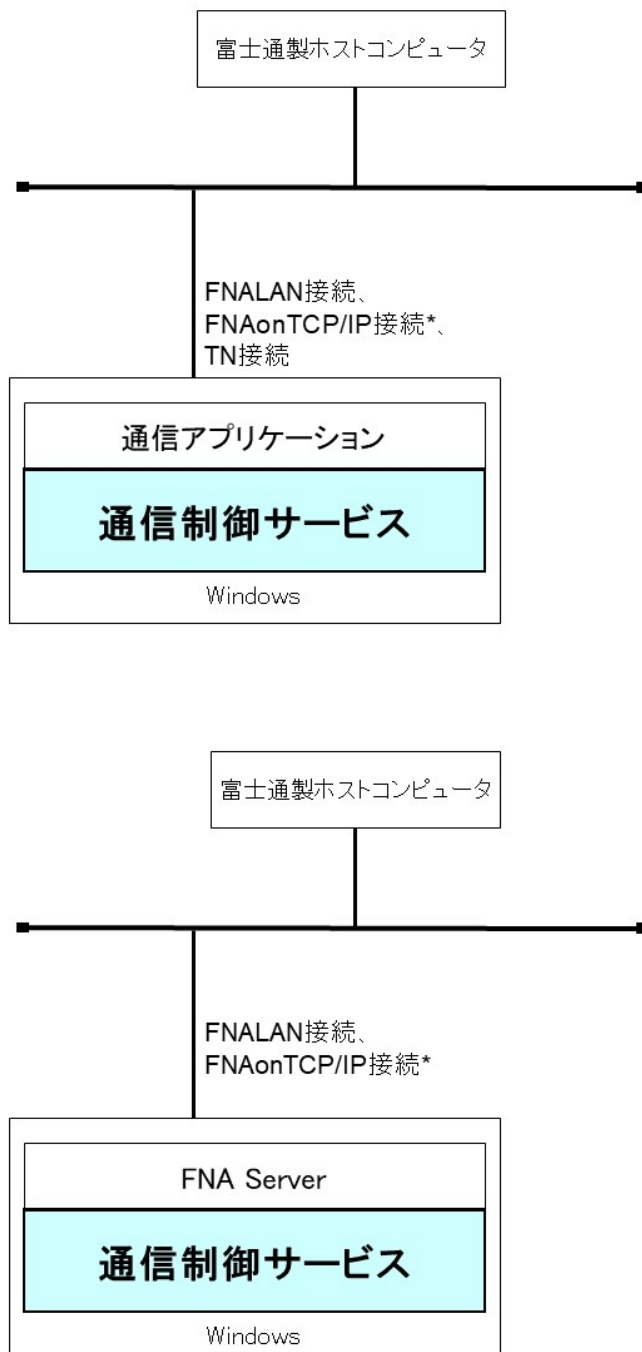 富士通製ホストコンピュータ
FNALAN接続、
FNAonTCP/IP接続*、
TN接続
通信アプリケーション
通信制御サービス
Windows
富士通製ホストコンピュータ
FNALAN接続、
FNAonTCP/IP接続*
FNA Server
通信制御サービス
Windows